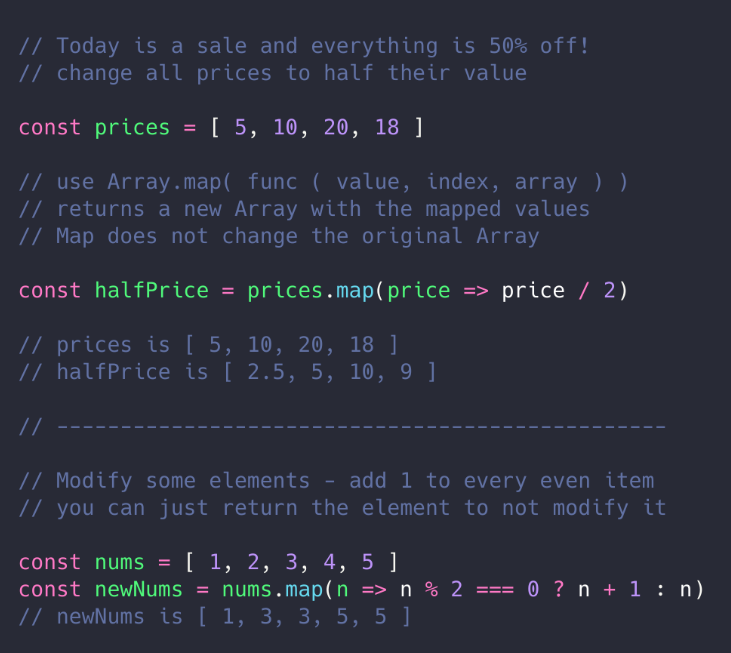 // Today is a sale and everything is 50% off!
// change all prices to half their value
const prices = [ 5, 10, 20, 18 ]
// use Array.map( func ( value, index, array ) )
// returns a new Array with the mapped values
// Map does not change the original Array
const halfPrice = prices.map(price => price / 2)
// prices is [ 5, 10, 20, 18 ]
// halfPrice is [ 2.5, 5, 10, 9 ]
// ------------------------------------------------
// Modify some elements - add 1 to every even item
// you can just return the element to not modify it
const nums = [ 1, 2, 3, 4, 5 ]
const newNums = nums.map(n => n % 2 === 0 ? n + 1 : n)
// newNums is [ 1, 3, 3, 5, 5 ]